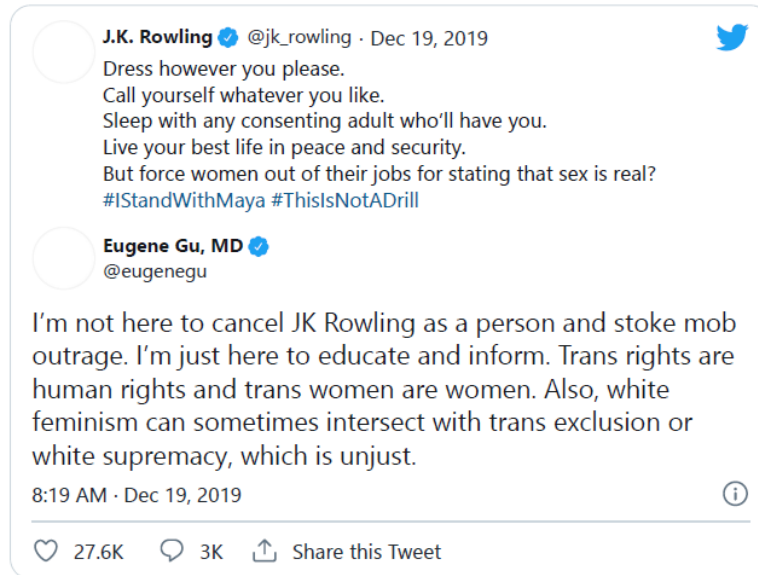 J.K. Rowling @jk_rowling · Dec 19, 2019
Dress however you please.
Call yourself whatever you like.
Sleep with any consenting adult who’ll have you.
Live your best life in peace and security.
But force women out of their jobs for stating that sex is real?
#IStandWithMaya #ThisIsNotADrill
Eugene Gu, MD
@eugenegu
I’m not here to cancel JK Rowling as a person and stoke mob
outrage. I’m just here to educate and inform. Trans rights are
human rights and trans women are women. Also, white
feminism can sometimes intersect with trans exclusion or
white supremacy, which is unjust.
8:19 AM · Dec 19, 2019
27.6K 3K Share this Tweet